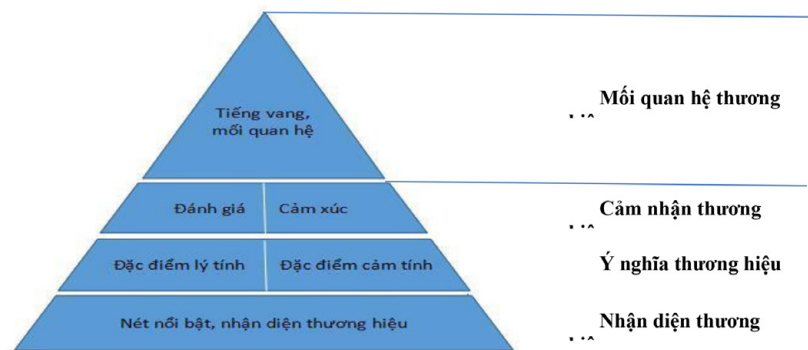 Tiếng vang,
mối quan hệ
Mối quan hệ thương
Đánh giá
Cảm xúc
Cảm nhận thương
Đặc điểm lý tính
Đặc điểm cảm tính
Ý nghĩa thương hiệu
Nét nổi bật, nhận diện thương hiệu
Nhận diện thương